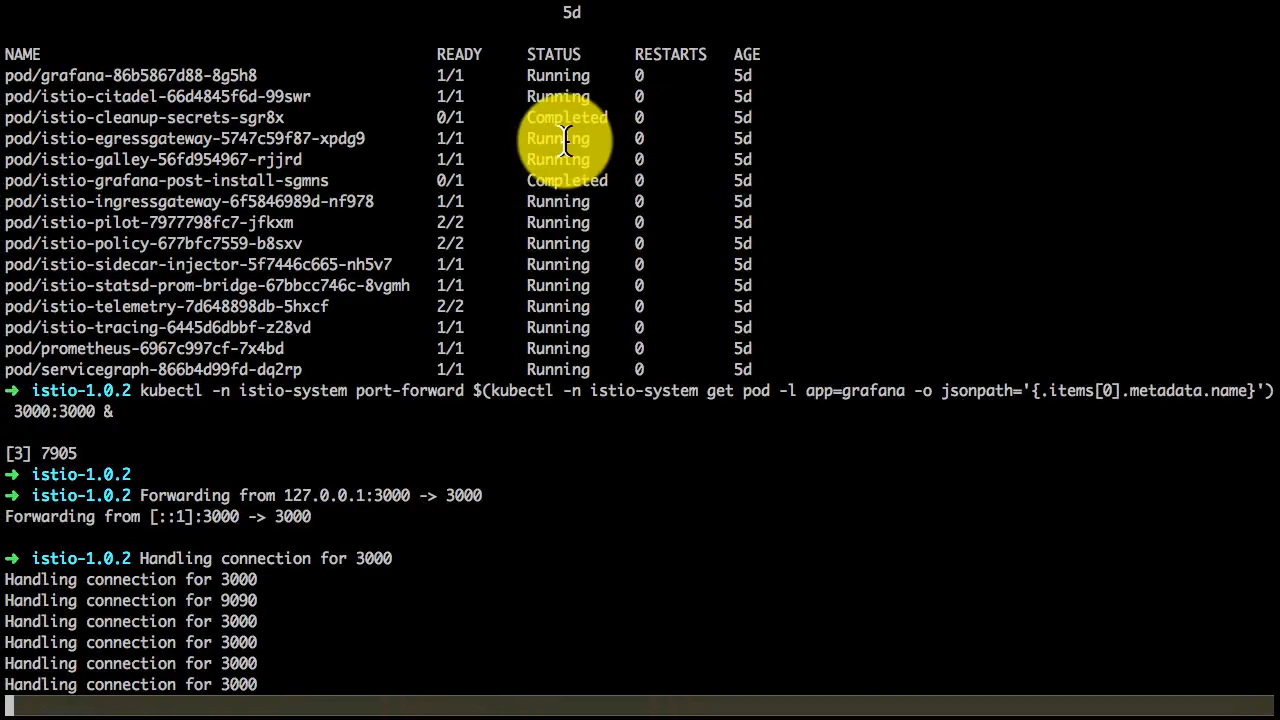 5d
NAME READY STATUS RESTARTS AGE
pod/grafana-86b5867d88-8g5h8 1/1 Running 0 5d
pod/istio-citadel-66d4845f6d-99swr 1/1 Running 0 5d
pod/istio-cleanup-secrets-sgr8x 0/1 Completed 0 5d
pod/istio-egressgateway-5747c59f87-xpdg9 1/1 Running 0 5d
pod/istio-galley-56fd954967-rjjrd 1/1 Running 0 5d
pod/istio-grafana-post-install-sgmns 0/1 Completed 0 5d
pod/istio-ingressgateway-6f5846989d-nf978 1/1 Running 0 5d
pod/istio-pilot-7977798fc7-jfkxm 2/2 Running 0 5d
pod/istio-policy-677bfc7559-b8sxv 2/2 Running 0 5d
pod/istio-sidecar-injector-5f7446c665-nh5v7 1/1 Running 0 5d
pod/istio-statsd-prom-bridge-67bbcc746c-8vgmh 1/1 Running 0 5d
pod/istio-telemetry-7d648898db-5hxcf 2/2 Running 0 5d
pod/istio-tracing-6445d6dbbf-z28vd 1/1 Running 0 5d
pod/prometheus-6967c997cf-7x4bd 1/1 Running 0 5d
pod/servicegraph-866b4d99fd-dq2rp 1/1 Running 0 5d
➜ istio-1.0.2 kubectl -n istio-system port-forward $(kubectl -n istio-system get pod -l app=grafana -o jsonpath='{.items[0].metadata.name}')
3000:3000 &
[3] 7905
➜ istio-1.0.2
➜ istio-1.0.2 Forwarding from 127.0.0.1:3000 -> 3000
Forwarding from [::1]:3000 -> 3000
➜ istio-1.0.2 Handling connection for 3000
Handling connection for 3000
Handling connection for 9090
Handling connection for 3000
Handling connection for 3000
Handling connection for 3000
Handling connection for 3000